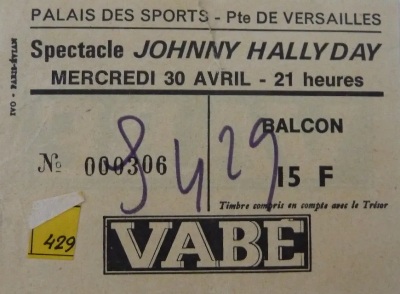 PALAIS DES SPORTS - Pte DE VERSAILLES
Spectacle JOHNNY HALLYDAY
MERCREDI 30 AVRIL - 21 heures
BALCON
8429
No 000306
15 F
Timbre compris en compte avec le Trésor
429
VABÉ